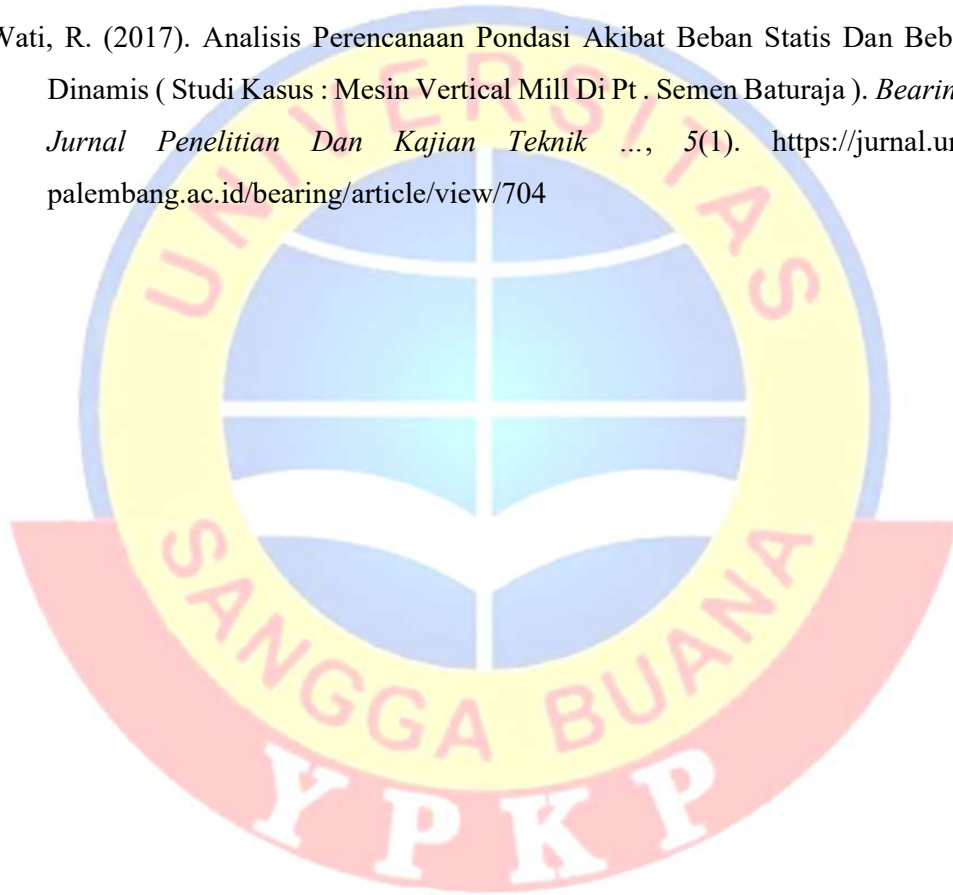 Wati, R. (2017). Analisis Perencanaan Pondasi Akibat Beban Statis Dan Beb
Dinamis ( Studi Kasus : Mesin Vertical Mill Di Pt . Semen Baturaja ). Bearin
Jurnal Penelitian Dan Kajian Teknik ..., 5(1). https://jurnal.u
palembang.ac.id/bearing/article/view/704
UNIVERSITAS
SANGGA BUANA
YPKP